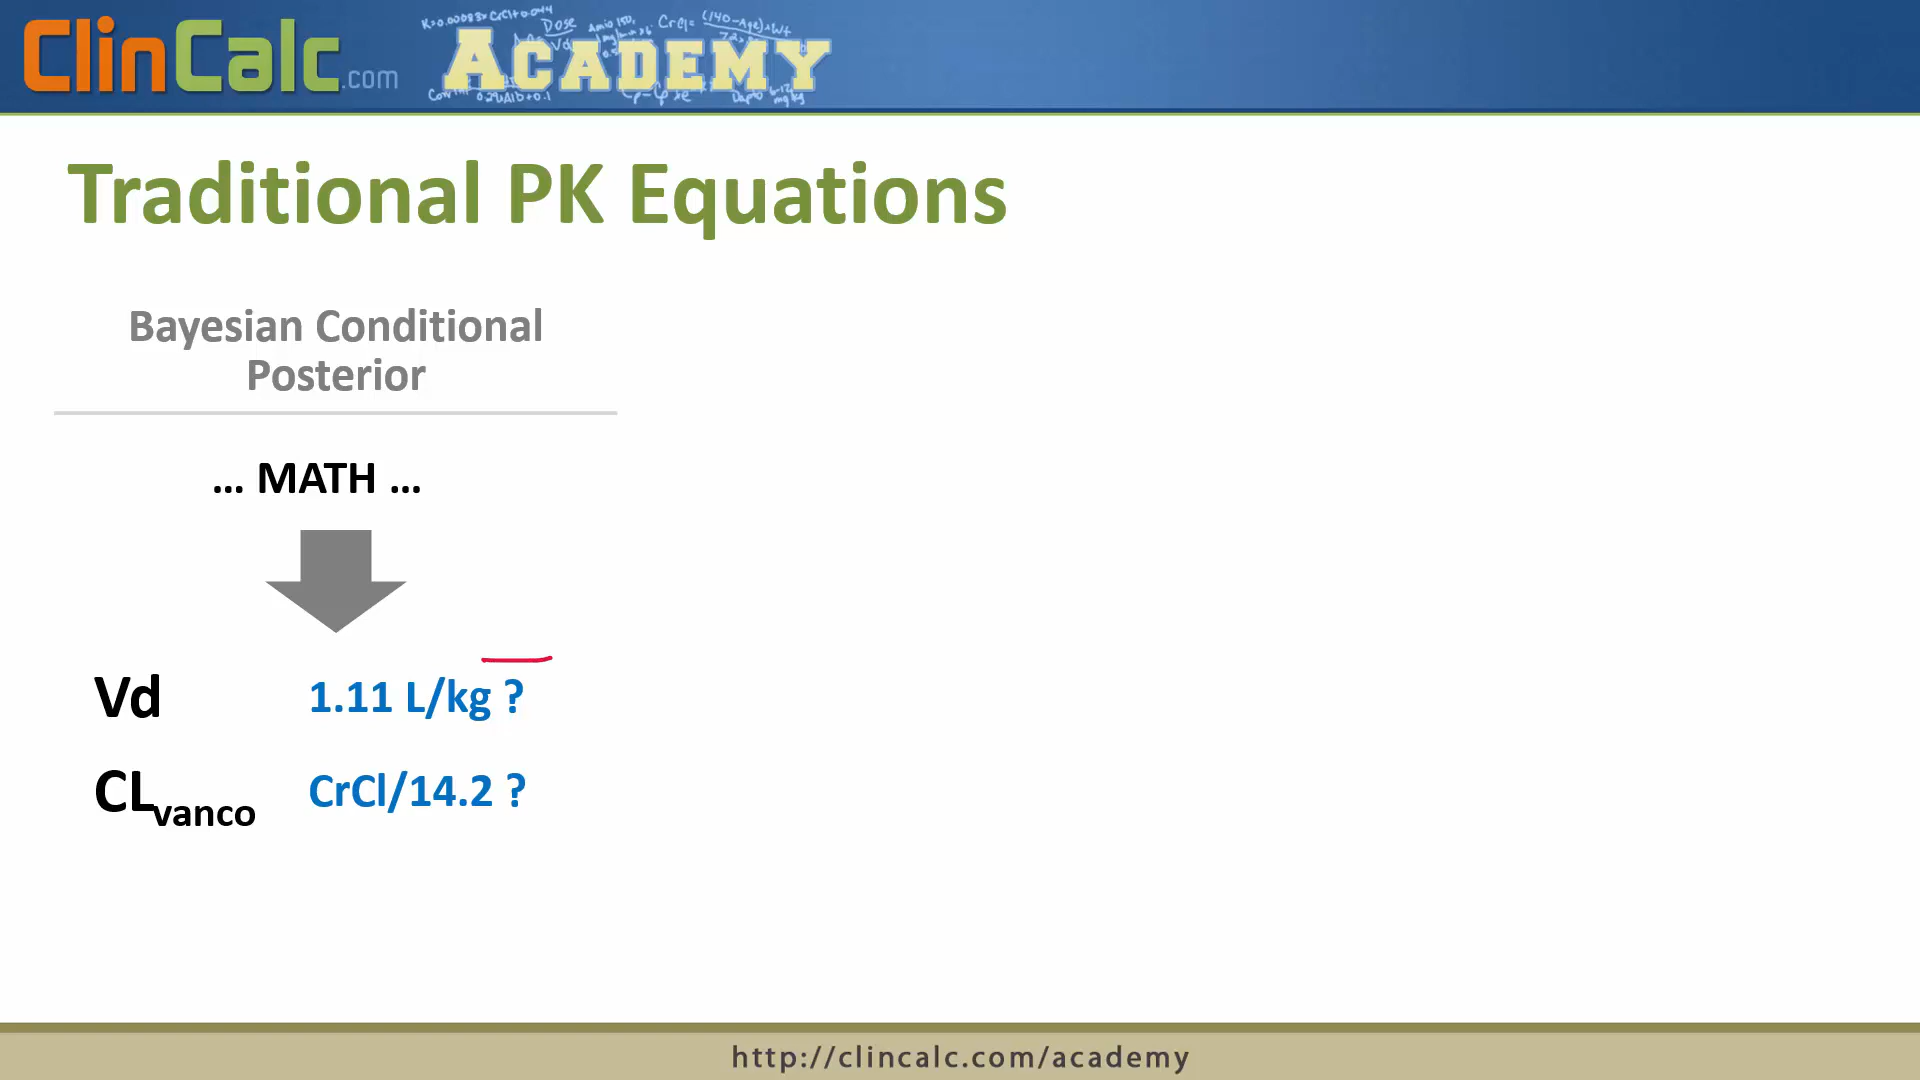 ClinCalc.com ACADEMY
Traditional PK Equations
Bayesian Conditional
Posterior
... MATH ...
Vd 1.11 L/kg ?
CLvanco CrCl/14.2 ?
http://clincalc.com/academy